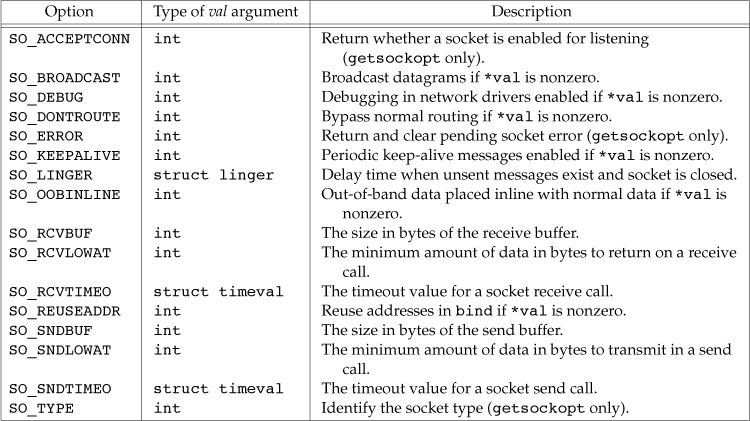 Option Type of val argument Description
SO_ACCEPTCONN int Return whether a socket is enabled for listening
(getsockopt only).
SO_BROADCAST int Broadcast datagrams if *val is nonzero.
SO_DEBUG int Debugging in network drivers enabled if *val is nonzero.
SO_DONTROUTE int Bypass normal routing if *val is nonzero.
SO_ERROR int Return and clear pending socket error (getsockopt only).
SO_KEEPALIVE int Periodic keep-alive messages enabled if *val is nonzero.
SO_LINGER struct linger Delay time when unsent messages exist and socket is closed.
SO_OOBINLINE int Out-of-band data placed inline with normal data if *val is
nonzero.
SO_RCVBUF int The size in bytes of the receive buffer.
SO_RCVLOWAT int The minimum amount of data in bytes to return on a receive
call.
SO_RCVTIMEO struct timeval The timeout value for a socket receive call.
SO_REUSEADDR int Reuse addresses in bind if *val is nonzero.
SO_SNDBUF int The size in bytes of the send buffer.
SO_SNDLOWAT int The minimum amount of data in bytes to transmit in a send
call.
SO_SNDTIMEO struct timeval The timeout value for a socket send call.
SO_TYPE int Identify the socket type (getsockopt only).